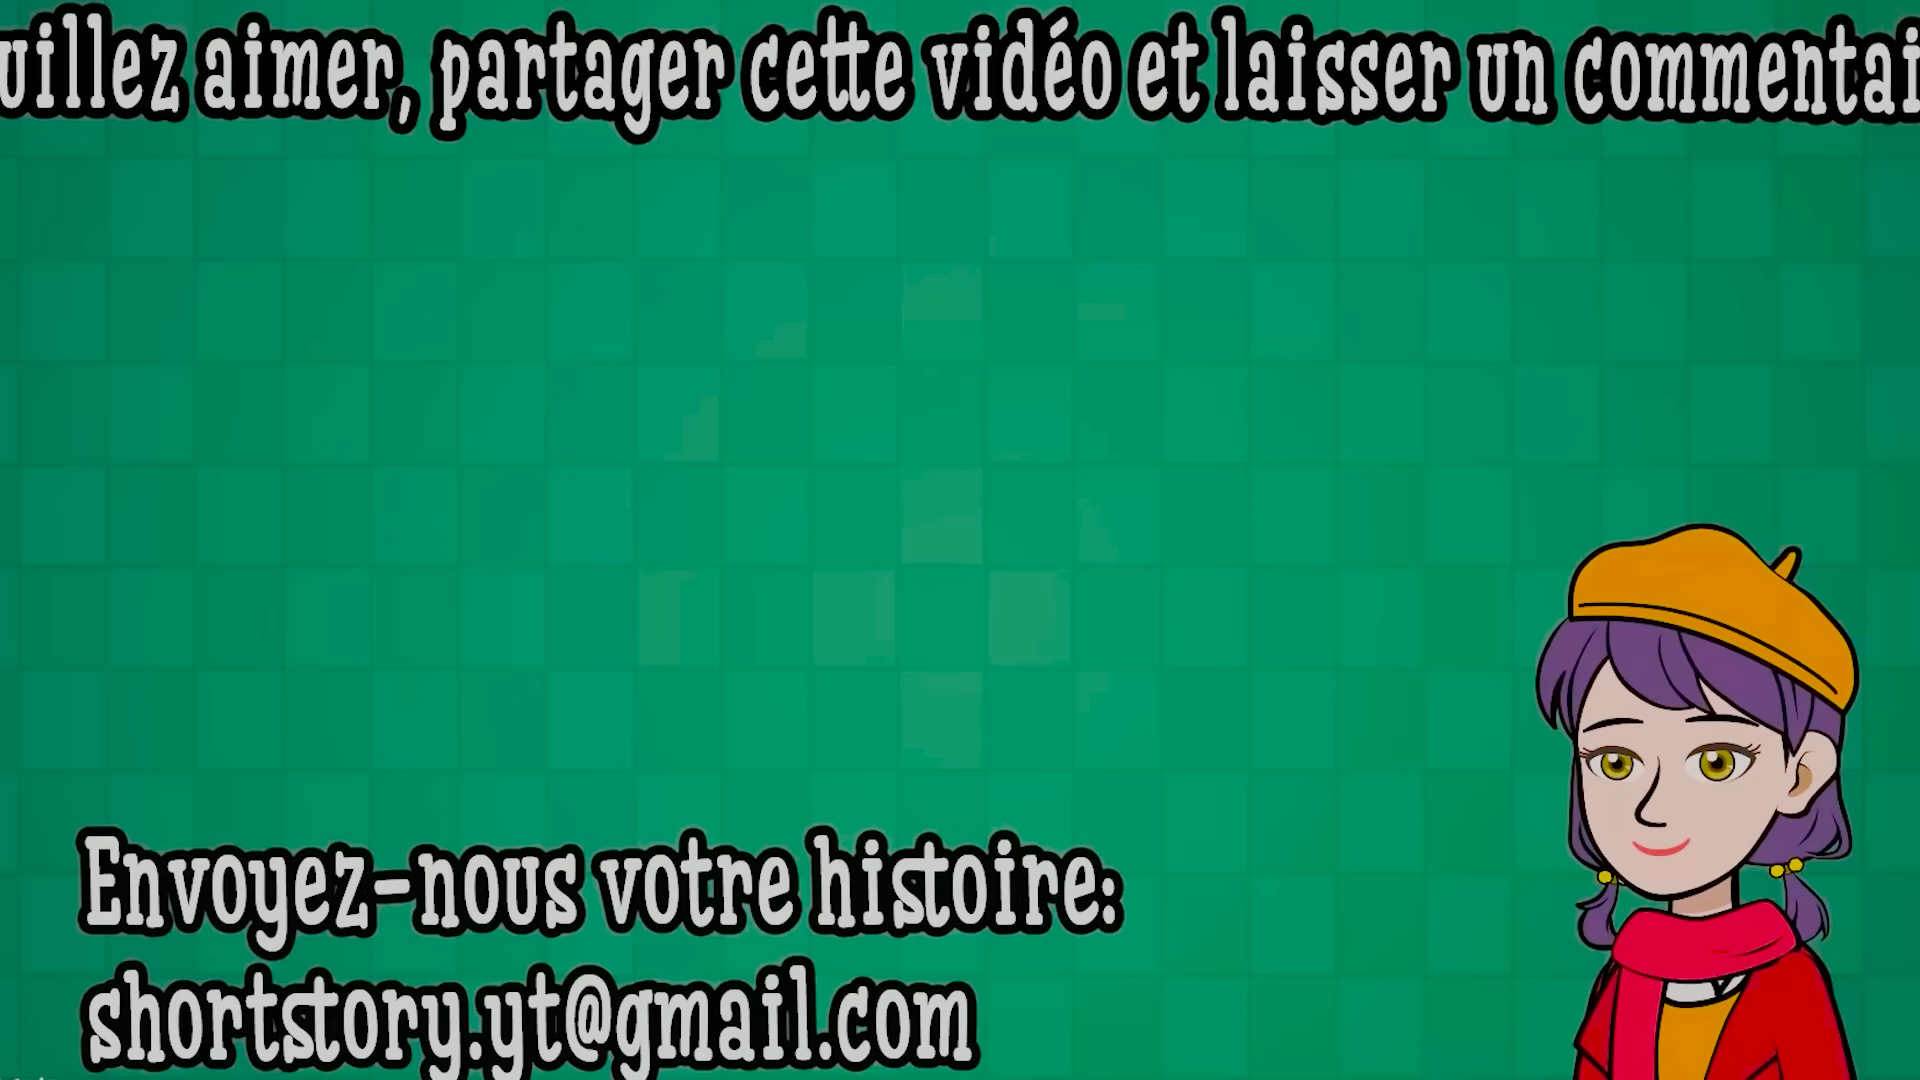 uillez aimer, partager cette vidéo et laisser un commentai
Envoyez-nous votre histoire:
shortstory.yt@gmail.com